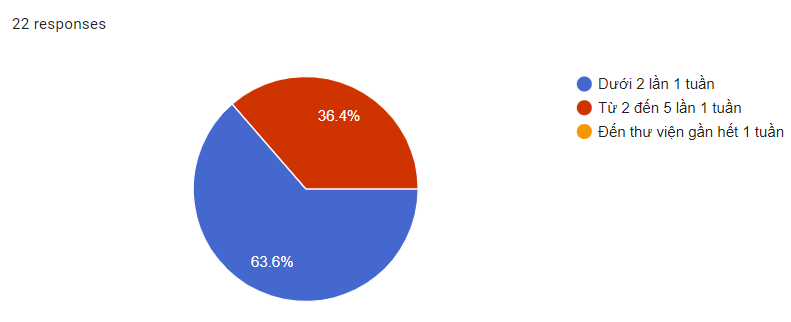 22 responses
36.4%
63.6%
Dưới 2 lần 1 tuần
Từ 2 đến 5 lần 1 tuần
Đến thư viện gần hết 1 tuần